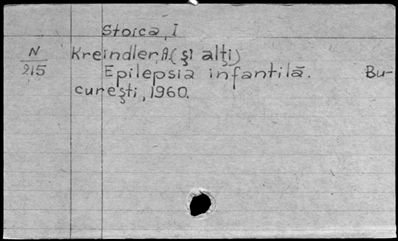 Stoica, I
N Kreindler, A. (şi alţi)
215 Epilepsia infantilă. Bu-
cureşti, 1960.